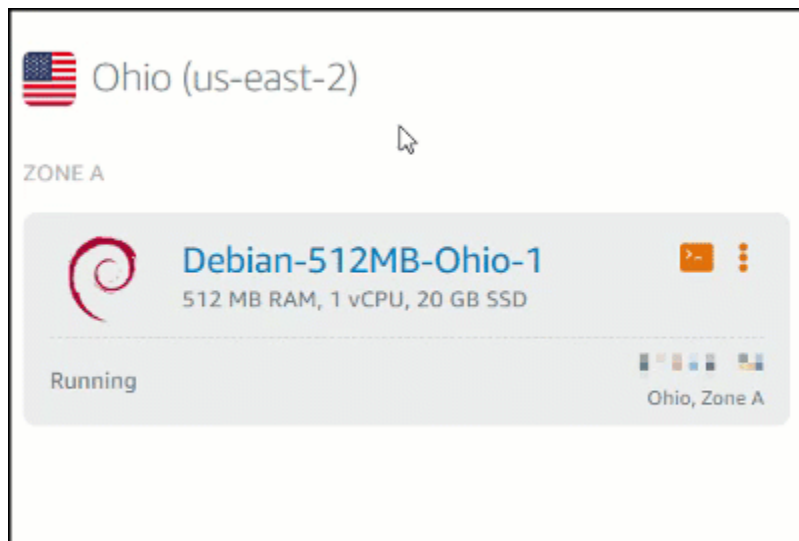 Ohio (us-east-2)
ZONE A
Debian-512MB-Ohio-1
512 MB RAM, 1 vCPU, 20 GB SSD
Running
Ohio, Zone A